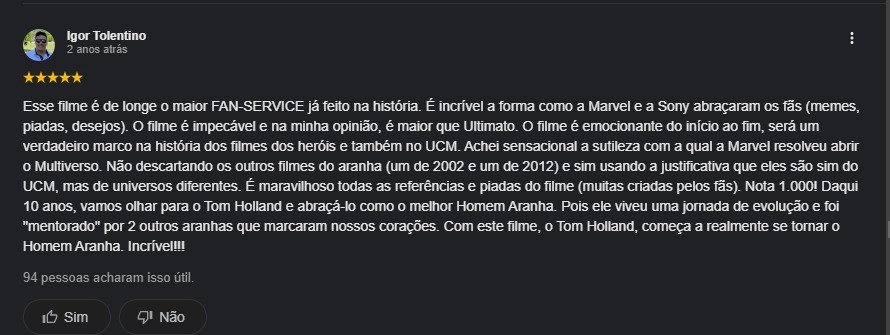 Igor Tolentino
2 anos atrás
Esse filme é de longe o maior FAN-SERVICE já feito na história. É incrível a forma como a Marvel e a Sony abraçaram os fãs (memes,
piadas, desejos). O filme é impecável e na minha opinião, é maior que Ultimato. O filme é emocionante do início ao fim, será um
verdadeiro marco na história dos filmes dos heróis e também no UCM. Achei sensacional a sutileza com a qual a Marvel resolveu abrir
o Multiverso. Não descartando os outros filmes do aranha (um de 2002 e um de 2012) e sim usando a justificativa que eles são sim do
UCM, mas de universos diferentes. É maravilhoso todas as referências e piadas do filme (muitas criadas pelos fãs). Nota 1.000! Daqui
10 anos, vamos olhar para o Tom Holland e abraçá-lo como o melhor Homem Aranha. Pois ele viveu uma jornada de evolução e foi
"mentorado" por 2 outros aranhas que marcaram nossos corações. Com este filme, o Tom Holland, começa a realmente se tornar o
Homem Aranha. Incrível!!!
94 pessoas acharam isso útil.
Sim
Não